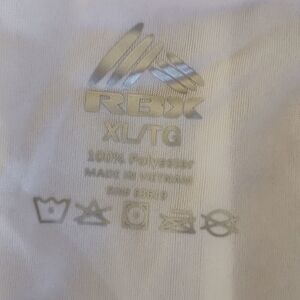 RBX
XL/TG
100% Polyester
MADE IN VIETNAM